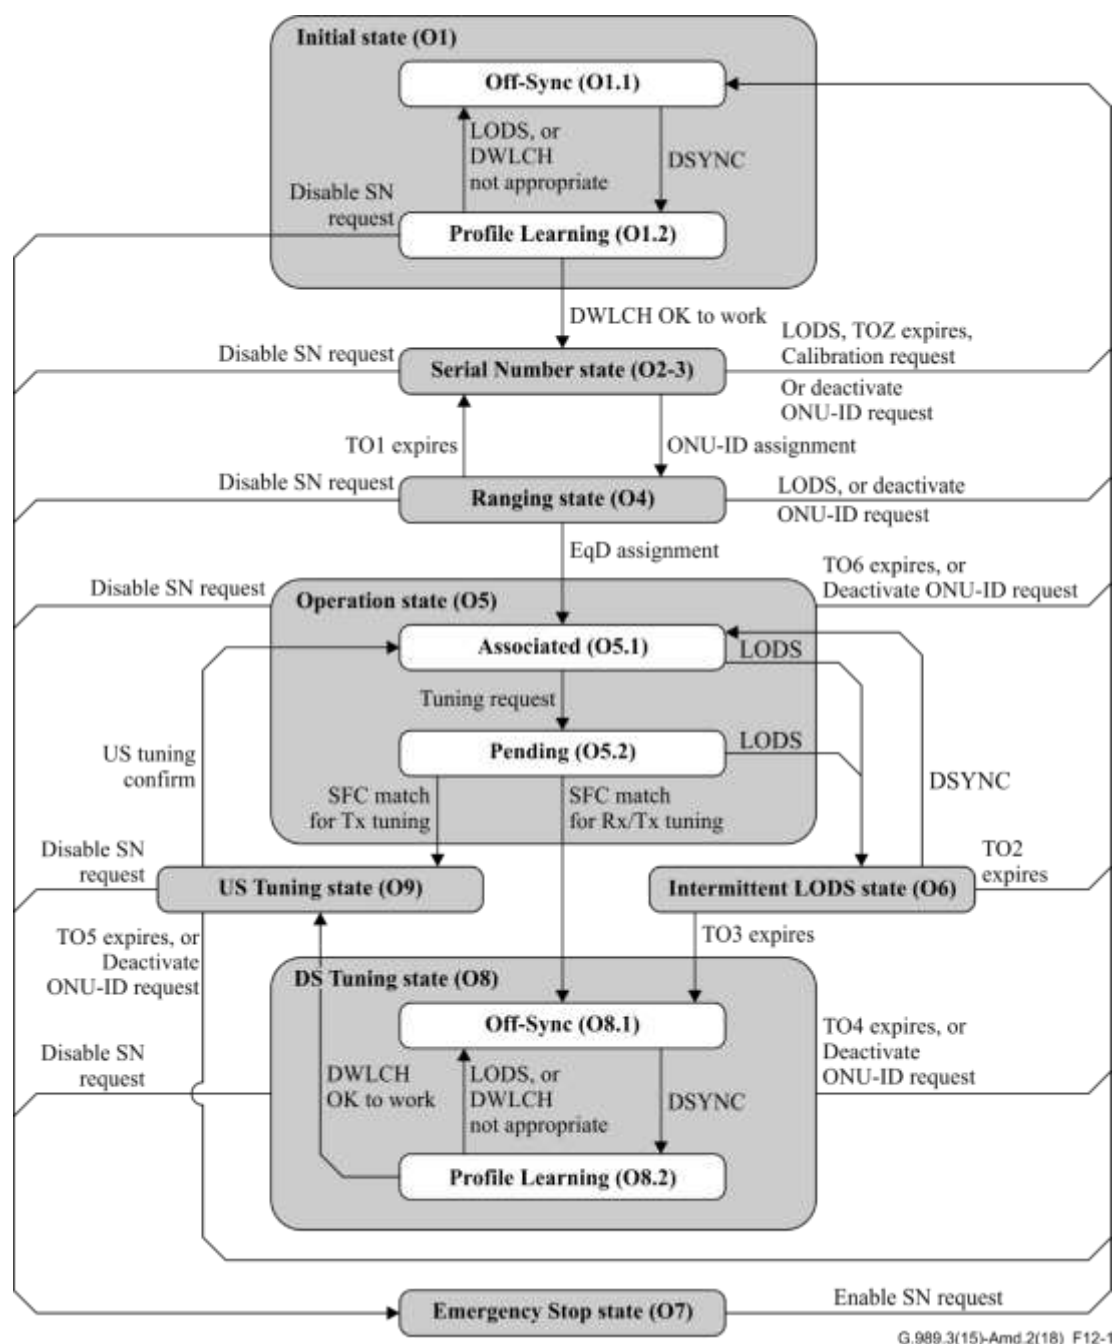 Initial state (O1)
Off-Sync (O1.1)
LODS, or
DWLCH
not appropriate
DSYNC
Disable SN
request
Profile Learning (O1.2)
DWLCH OK to work
Disable SN request
Serial Number state (O2-3)
LODS, TOZ expires,
Calibration request
Or deactivate
ONU-ID request
TO1 expires
ONU-ID assignment
Disable SN request
Ranging state (O4)
LODS, or deactivate
ONU-ID request
EqD assignment
Disable SN request
Operation state (O5)
TO6 expires, or
Deactivate ONU-ID request
Associated (O5.1)
LODS
Tuning request
US tuning
confirm
Pending (O5.2)
LODS
DSYNC
SFC match
for Tx tuning
SFC match
for Rx/Tx tuning
Disable SN
request
US Tuning state (O9)
Intermittent LODS state (O6)
TO2
expires
TO5 expires, or
Deactivate
ONU-ID request
TO3 expires
DS Tuning state (O8)
Off-Sync (O8.1)
TO4 expires, or
Deactivate
ONU-ID request
Disable SN
request
DWLCH
OK to work
LODS, or
DWLCH
not appropriate
DSYNC
Profile Learning (O8.2)
Emergency Stop state (O7)
Enable SN request
G.989.3(15)-Amd.2(18)_F12-1